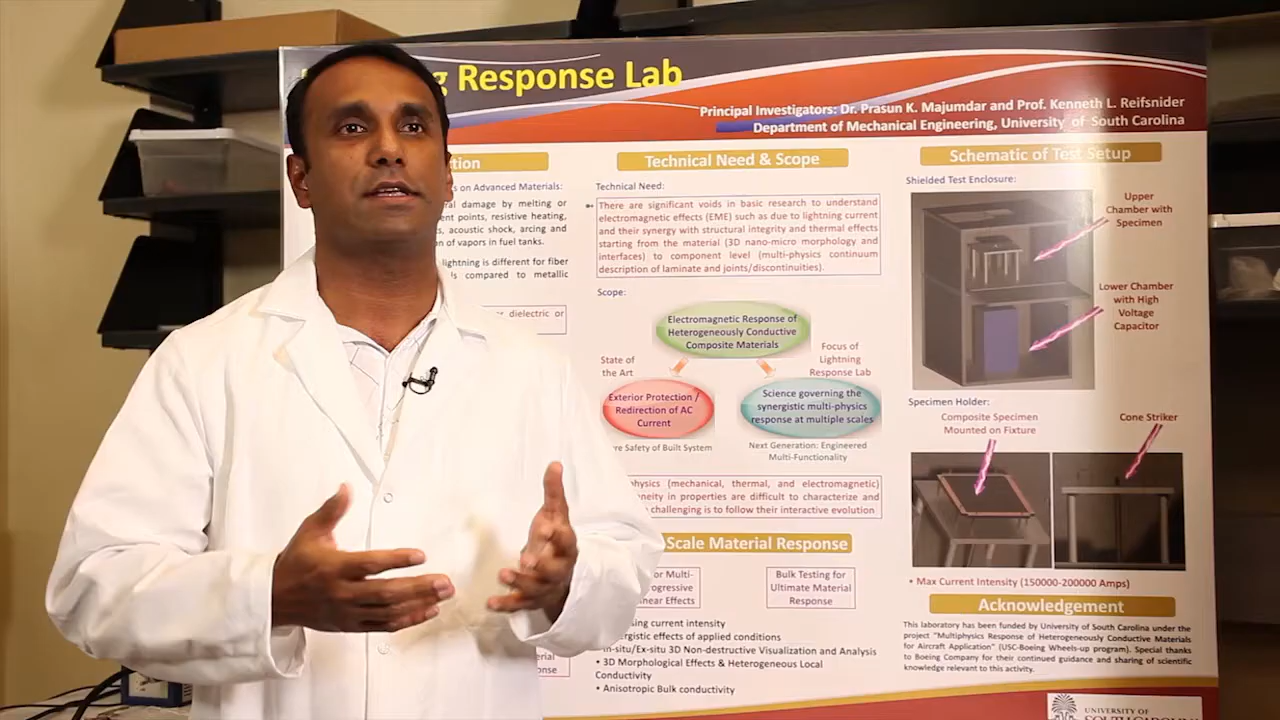 Response Lab
Principal Investigators: Dr. Prasun K. Majumdar and Prof. Kenneth L. Reifsnider
Department of Mechanical Engineering, University of South Carolina
on Advanced Materials:
damage by melting or
points, resistive heating,
acoustic shock, arcing and
of vapors in fuel tanks.
is different for fiber
compared to metallic
dielectric or
Technical Need & Scope
Technical Need:
There are significant voids in basic research to understand
electromagnetic effects (EME) such as due to lightning current
and their synergy with structural integrity and thermal effects
starting from the material (3D nano-micro morphology and
interfaces) to component level (multi-physics continuum
description of laminate and joints/discontinuities).
Scope:
Electromagnetic Response of
Heterogeneously Conductive
Composite Materials
State of
the Art
Focus of
Lightning
Response Lab
Exterior Protection /
Redirection of AC
Current
Science governing the
synergistic multi-physics
response at multiple scales
Safety of Built System
Next Generation: Engineered
Multi-Functionality
(mechanical, thermal, and electromagnetic)
in properties are difficult to characterize and
challenging is to follow their interactive evolution
Scale Material Response
or Multi-
Effects
Bulk Testing for
Ultimate Material
Response
current intensity
effects of applied conditions
In-situ/Ex-situ 3D Non-destructive Visualization and Analysis
• 3D Morphological Effects & Heterogeneous Local
Conductivity
• Anisotropic Bulk conductivity
Schematic of Test Setup
Shielded Test Enclosure:
Upper
Chamber with
Specimen
Lower Chamber
with High
Voltage
Capacitor
Specimen Holder:
Composite Specimen
Mounted on Fixture
Cone Striker
• Max Current Intensity (150000-200000 Amps)
Acknowledgement
This laboratory has been funded by University of South Carolina under the
project "Multiphysics Response of Heterogeneously Conductive Materials
for Aircraft Application" (USC-Boeing Wheels-up program). Special thanks
to Boeing Company for their continued guidance and sharing of scientific
knowledge relevant to this activity.
UNIVERSITY OF
SOUTH CAROLINA